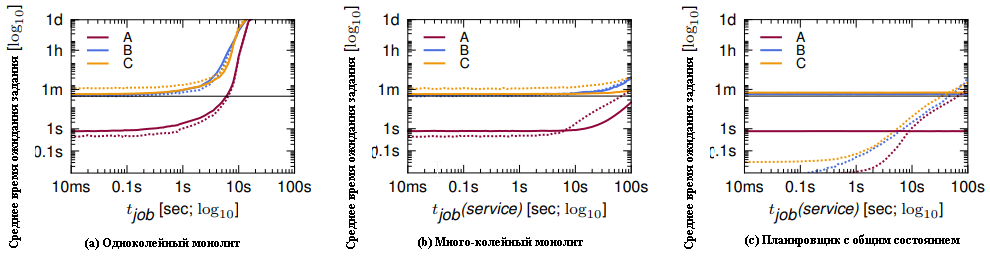 Среднее время ожидания задания [log10]
1d
1h
1m
1s
0.1s
A
B
C
10ms 0.1s 1s 10s 100s
tjob [sec; log10]
(a) Одноколейный монолит
Среднее время ожидания задания [log10]
1d
1h
1m
1s
0.1s
A
B
C
10ms 0.1s 1s 10s 100s
tjob(service) [sec; log10]
(b) Много-колейный монолит
Среднее время ожидания задания [log10]
1d
1h
1m
1s
0.1s
A
B
C
10ms 0.1s 1s 10s 100s
tjob(service) [sec; log10]
(c) Планировщик с общим состоянием